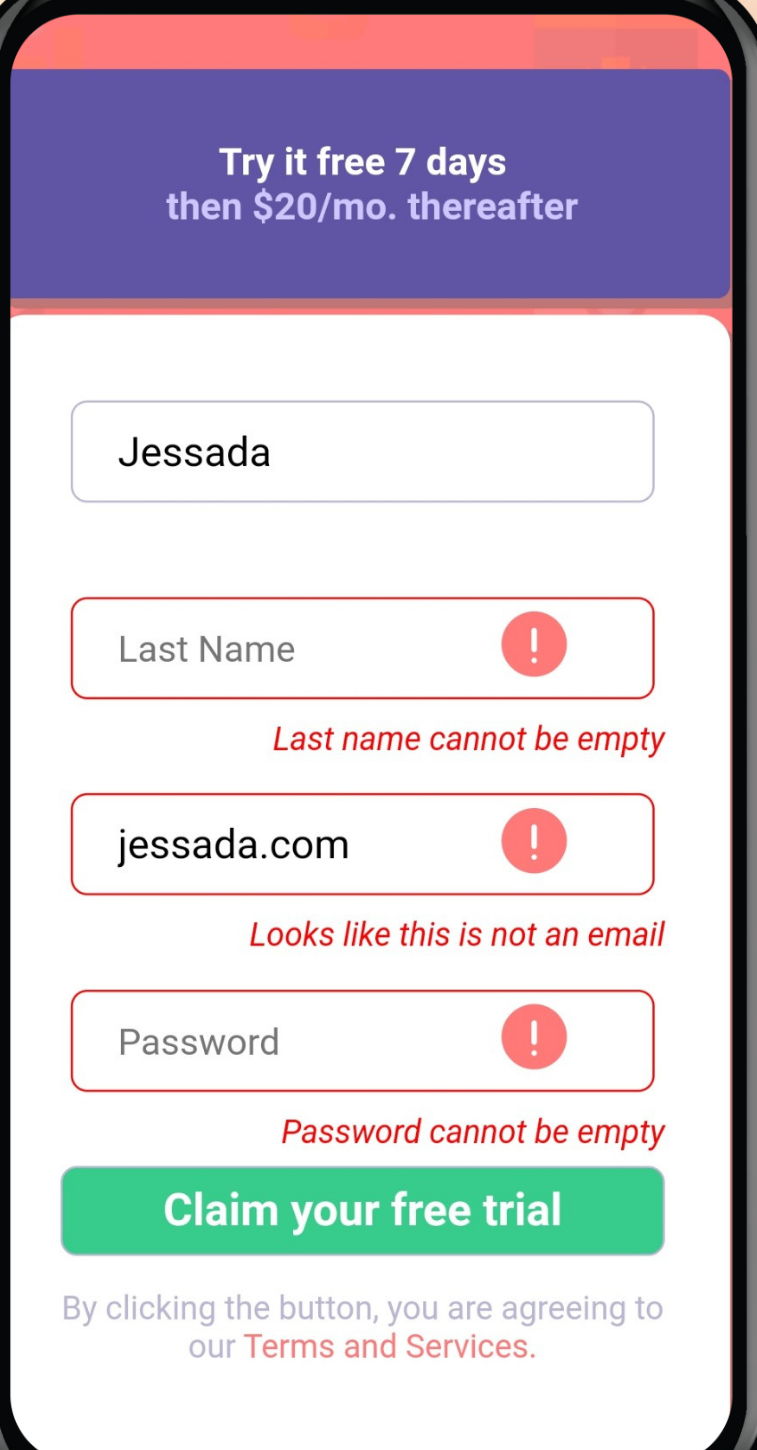 Try it free 7 days
then $20/mo. thereafter
Jessada
Last Name
!
Last name cannot be empty
jessada.com
!
Looks like this is not an email
Password
!
Password cannot be empty
Claim your free trial
By clicking the button, you are agreeing to
our Terms and Services.